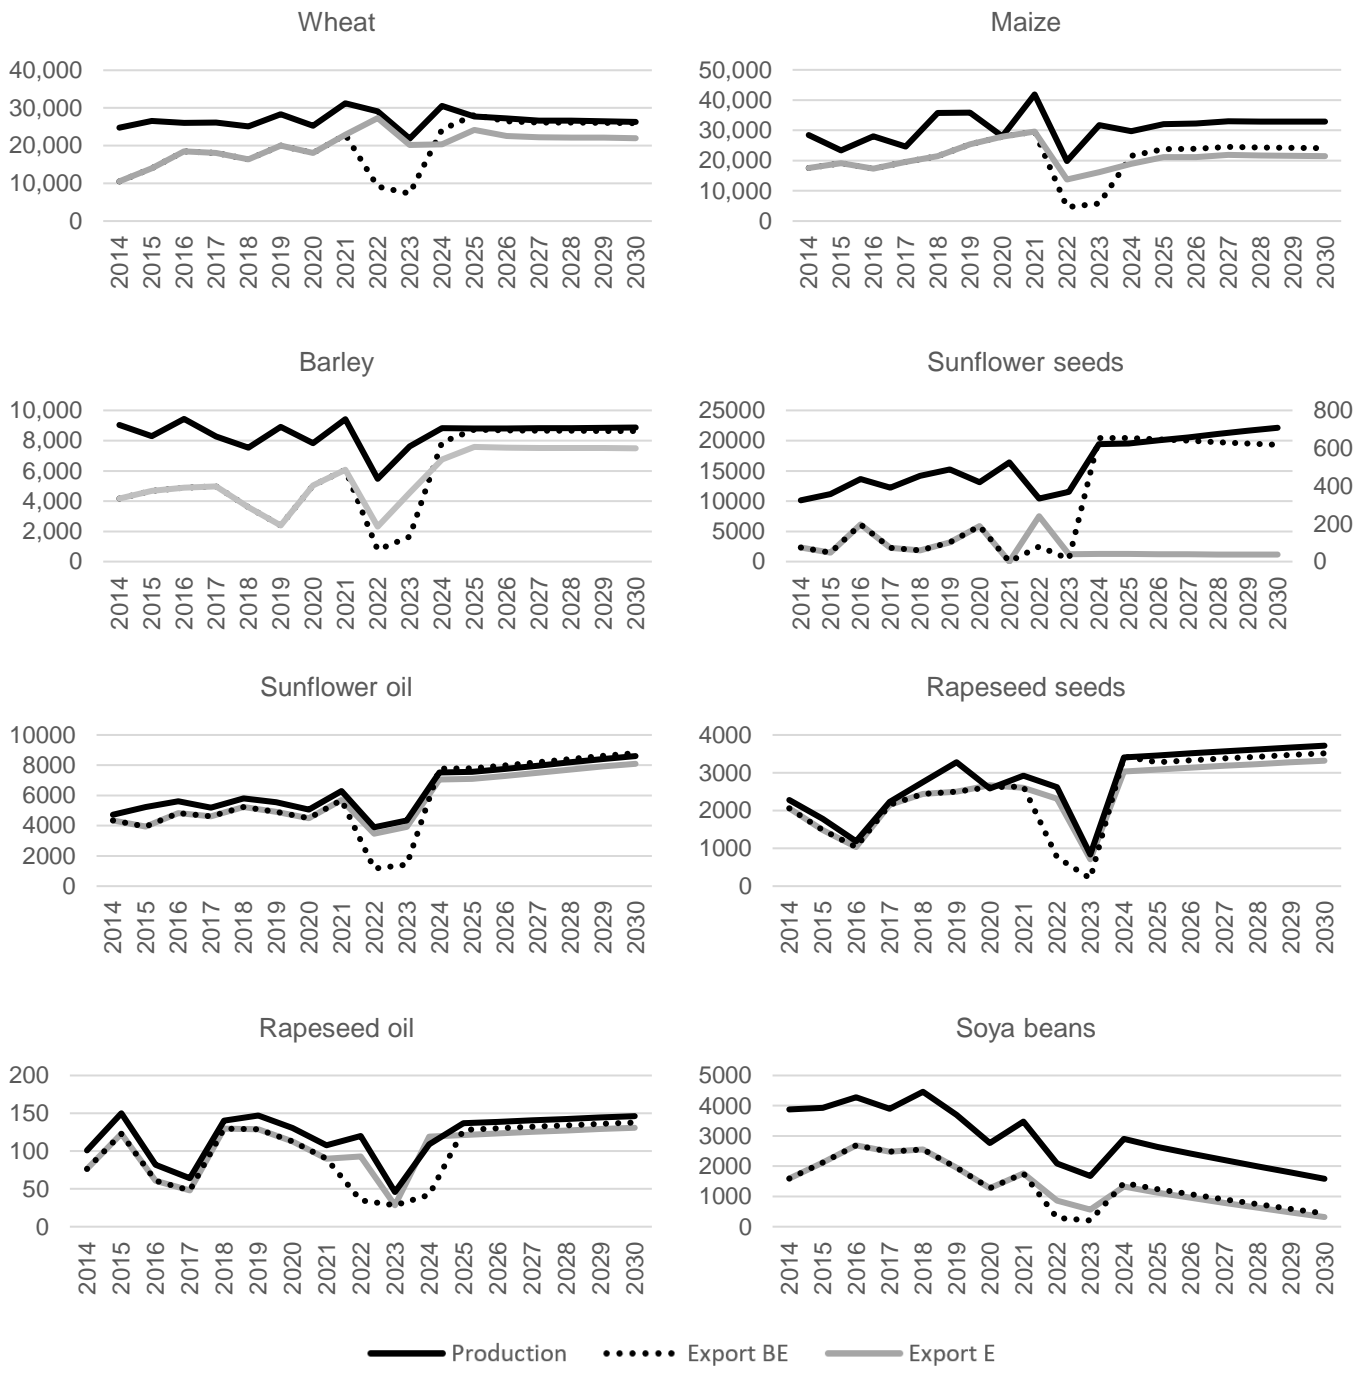 Wheat
40,000
30,000
20,000
10,000
0
2014 2015 2016 2017 2018 2019 2020 2021 2022 2023 2024 2025 2026 2027 2028 2029 2030
Maize
50,000
40,000
30,000
20,000
10,000
0
2014 2015 2016 2017 2018 2019 2020 2021 2022 2023 2024 2025 2026 2027 2028 2029 2030
Barley
10,000
8,000
6,000
4,000
2,000
0
2014 2015 2016 2017 2018 2019 2020 2021 2022 2023 2024 2025 2026 2027 2028 2029 2030
Sunflower seeds
25000 800
20000
15000 600
10000 400
5000 200
0 0
2014 2015 2016 2017 2018 2019 2020 2021 2022 2023 2024 2025 2026 2027 2028 2029 2030
Sunflower oil
10000
8000
6000
4000
2000
0
2014 2015 2016 2017 2018 2019 2020 2021 2022 2023 2024 2025 2026 2027 2028 2029 2030
Rapeseed seeds
4000
3000
2000
1000
0
2014 2015 2016 2017 2018 2019 2020 2021 2022 2023 2024 2025 2026 2027 2028 2029 2030
Rapeseed oil
200
150
100
50
0
2014 2015 2016 2017 2018 2019 2020 2021 2022 2023 2024 2025 2026 2027 2028 2029 2030
Soya beans
5000
4000
3000
2000
1000
0
2014 2015 2016 2017 2018 2019 2020 2021 2022 2023 2024 2025 2026 2027 2028 2029 2030
Production Export BE Export E